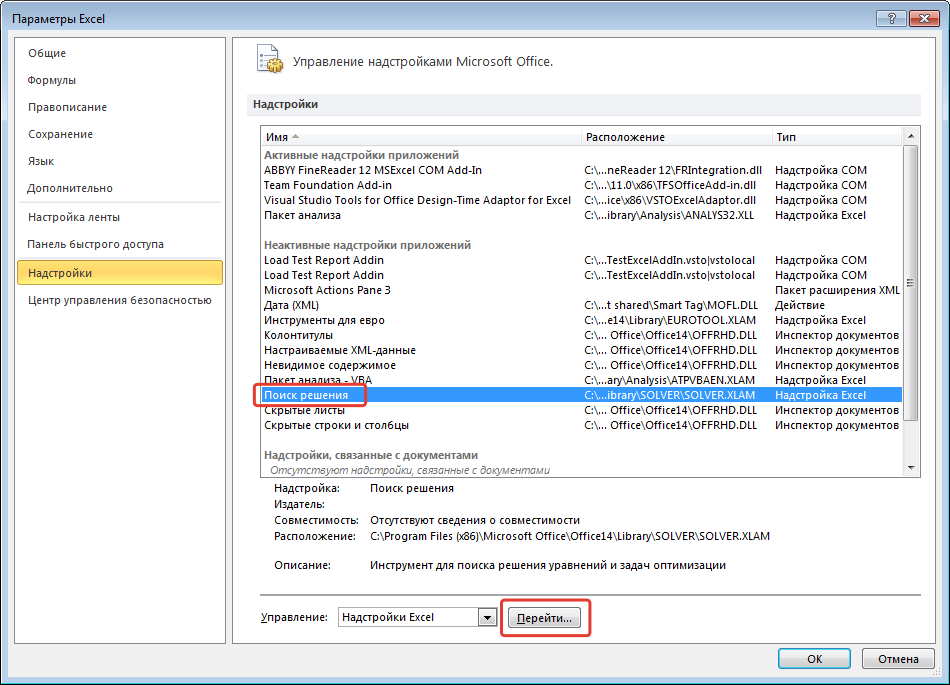 Параметры Excel
Общие
Формулы
Правописание
Сохранение
Язык
Дополнительно
Настройка ленты
Панель быстрого доступа
Надстройки
Центр управления безопасностью
Управление надстройками Microsoft Office.
Надстройки
Имя Расположение Тип
Активные надстройки приложений
ABBYY FineReader 12 MSExcel COM Add-In C:\...neReader 12\FRIntegration.dll Надстройка COM
Team Foundation Add-in C:\...\11.0\x86\TFSOfficeAdd-in.dll Надстройка COM
Visual Studio Tools for Office Design-Time Adaptor for Excel C:\...ice\x86\VSTOExcelAdaptor.dll Надстройка COM
Пакет анализа C:\...ibrary\Analysis\ANALYS32.XLL Надстройка Excel
Неактивные надстройки приложений
Load Test Report Addin C:\...TestExcelAddIn.vsto|vstolocal Надстройка COM
Load Test Report Addin C:\...TestExcelAddIn.vsto|vstolocal Надстройка COM
Microsoft Actions Pane 3 Пакет расширения XML
Дата (XML) C:\...t shared\Smart Tag\MOFL.DLL Действие
Инструменты для евро C:\...e14\Library\EUROTOOL.XLAM Надстройка Excel
Колонтитулы C:\... Office\Office14\OFFRHD.DLL Инспектор документов
Настраиваемые XML-данные C:\... Office\Office14\OFFRHD.DLL Инспектор документов
Невидимое содержимое C:\... Office\Office14\OFFRHD.DLL Инспектор документов
Пакет анализа - VBA C:\...ary\Analysis\ATPVBAEN.XLAM Надстройка Excel
Поиск решения C:\...ibrary\SOLVER\SOLVER.XLAM Надстройка Excel
Скрытые листы C:\... Office\Office14\OFFRHD.DLL Инспектор документов
Скрытые строки и столбцы C:\... Office\Office14\OFFRHD.DLL Инспектор документов
Надстройки, связанные с документами
Отсутствуют надстройки, связанные с документами
Надстройка: Поиск решения
Издатель:
Совместимость: Отсутствуют сведения о совместимости
Расположение: C:\Program Files (x86)\Microsoft Office\Office14\Library\SOLVER\SOLVER.XLAM
Описание: Инструмент для поиска решения уравнений и задач оптимизации
Управление: Надстройки Excel Перейти...
ОК Отмена